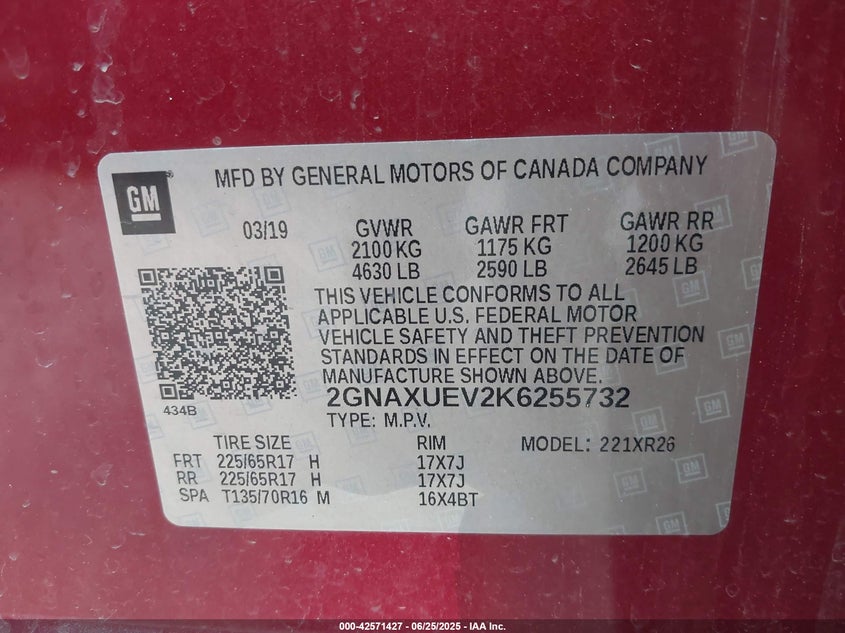 GM
MFD BY GENERAL MOTORS OF CANADA COMPANY
03/19 GVWR GAWR FRT GAWR RR
2100 KG 1175 KG 1200 KG
4630 LB 2590 LB 2645 LB
THIS VEHICLE CONFORMS TO ALL
APPLICABLE U.S. FEDERAL MOTOR
VEHICLE SAFETY AND THEFT PREVENTION
STANDARDS IN EFFECT ON THE DATE OF
MANUFACTURE SHOWN ABOVE.
434B 2GNAXUEV2K6255732
TYPE: M.P.V.
TIRE SIZE RIM MODEL: 221XR26
FRT 225/65R17 H 17X7J
RR 225/65R17 H 17X7J
SPA T135/70R16 M 16X4BT
000-42571427 - 06/25/2025 - IAA Inc.